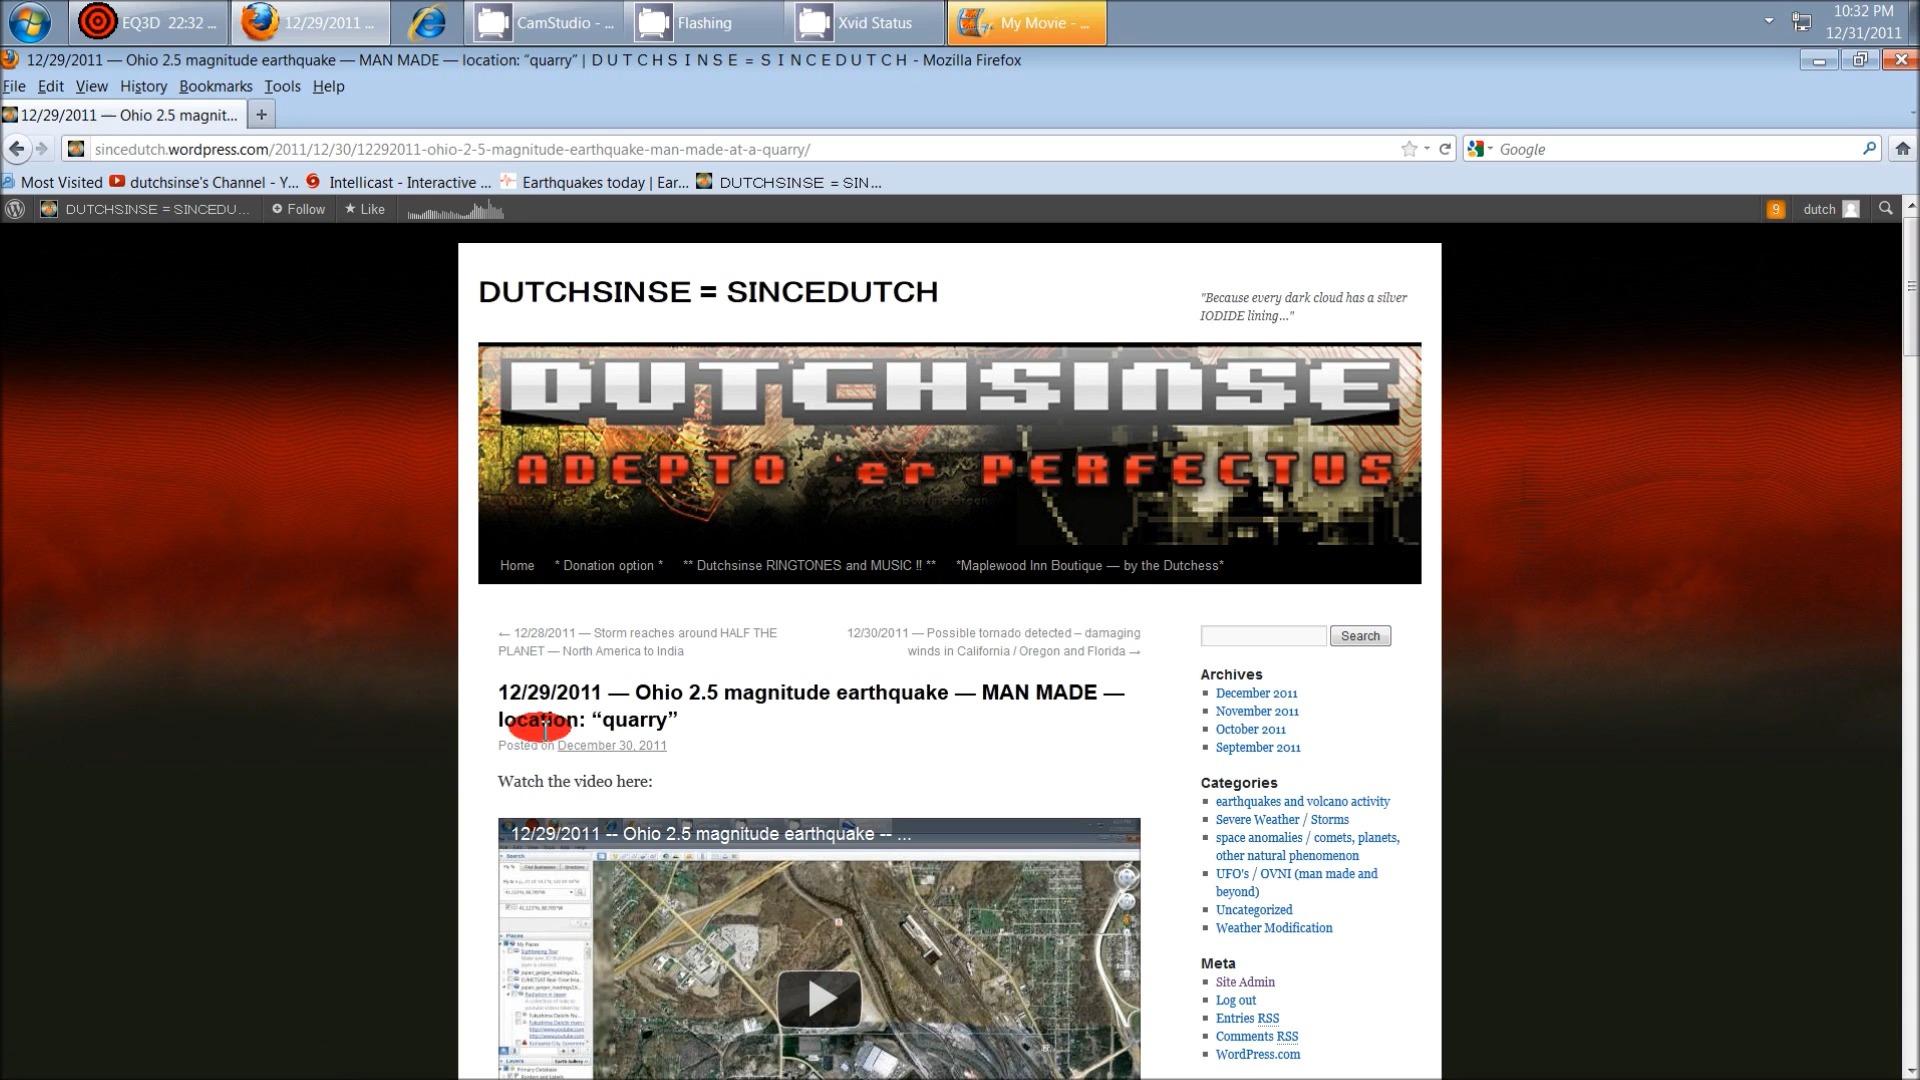 EQ3D 22:32 ...
12/29/2011 ...
CamStudio - ...
Flashing
Xvid Status
My Movie - ...
10:32 PM
12/31/2011
12/29/2011 — Ohio 2.5 magnitude earthquake — MAN MADE — location: “quarry” | D U T C H S I N S E = S I N C E D U T C H - Mozilla Firefox
File Edit View History Bookmarks Tools Help
12/29/2011 — Ohio 2.5 magnit...
sincedutch.wordpress.com/2011/12/30/12292011-ohio-2-5-magnitude-earthquake-man-made-at-a-quarry/
Google
Most Visited
dutchsinse's Channel - Y...
Intellicast - Interactive ...
Earthquakes today | Ear...
DUTCHSINSE = SIN...
DUTCHSINSE = SINCEDU...
Follow
Like
9
dutch
DUTCHSINSE = SINCEDUTCH
"Because every dark cloud has a silver
IODIDE lining..."
DUTCHSINSE
ADEPTO 'er PERFECTUS
Home
* Donation option *
** Dutchsinse RINGTONES and MUSIC !! **
*Maplewood Inn Boutique — by the Dutchess*
← 12/28/2011 — Storm reaches around HALF THE
PLANET — North America to India
12/30/2011 — Possible tornado detected – damaging
winds in California / Oregon and Florida →
12/29/2011 — Ohio 2.5 magnitude earthquake — MAN MADE —
location: “quarry”
Posted on December 30, 2011
Watch the video here:
12/29/2011 -- Ohio 2.5 magnitude earthquake -- ...
Search
Archives
December 2011
November 2011
October 2011
September 2011
Categories
earthquakes and volcano activity
Severe Weather / Storms
space anomalies / comets, planets,
other natural phenomenon
UFO's / OVNI (man made and
beyond)
Uncategorized
Weather Modification
Meta
Site Admin
Log out
Entries RSS
Comments RSS
WordPress.com